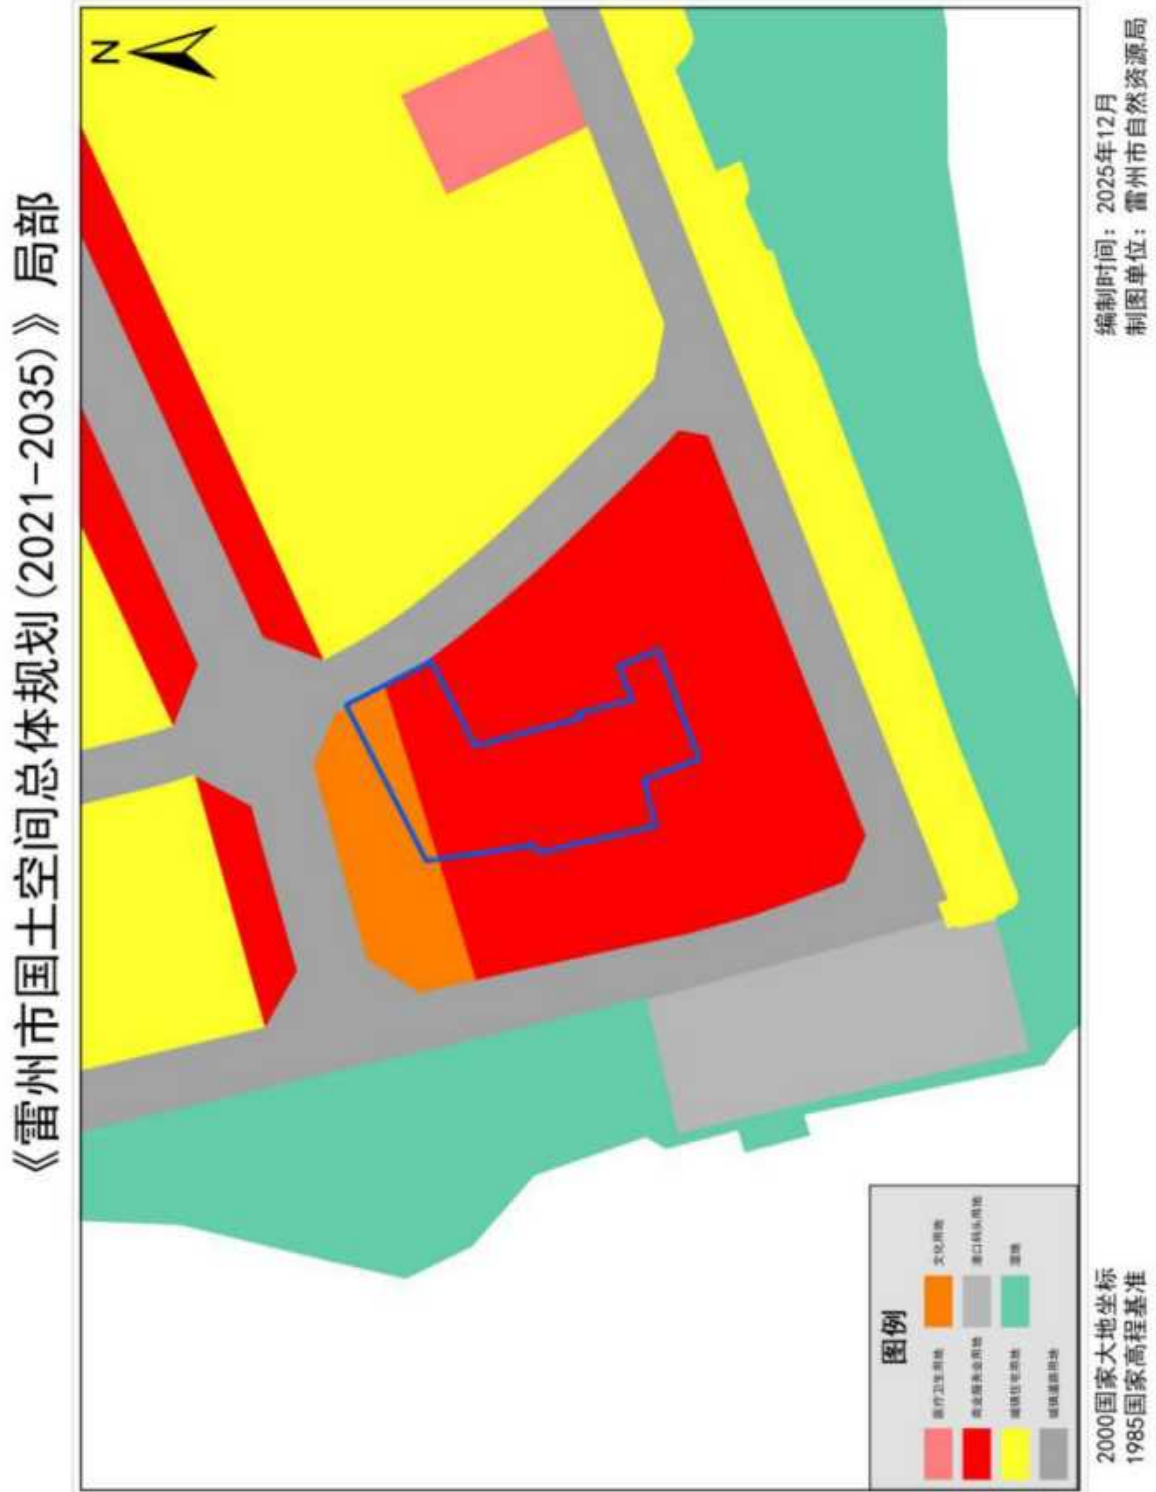 《雷州市国土空间总体规划(2021-2035)》局部
N
图例
医疗卫生用地
文化用地
商业服务业用地
港口码头用地
城镇住宅用地
湿地
城镇道路用地
2000国家大地坐标
1985国家高程基准
编制时间：2025年12月
制图单位：雷州市自然资源局